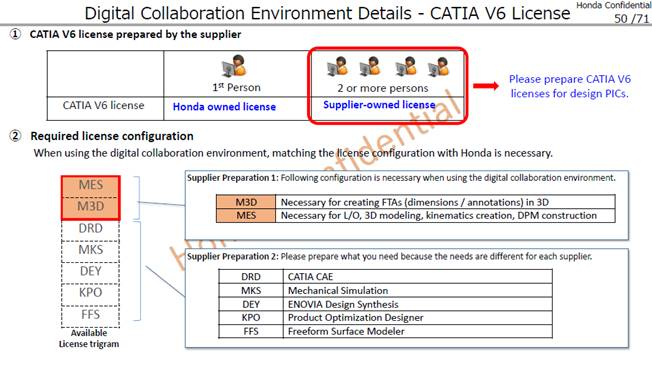 Honda Confidential
Digital Collaboration Environment Details - CATIA V6 License
50 /71
① CATIA V6 license prepared by the supplier
1st Person
2 or more persons
CATIA V6 license
Honda owned license
Supplier-owned license
Please prepare CATIA V6
licenses for design PICs.
② Required license configuration
When using the digital collaboration environment, matching the license configuration with Honda is necessary.
MES
M3D
DRD
MKS
DEY
KPO
FFS
Available
License trigram
Supplier Preparation 1: Following configuration is necessary when using the digital collaboration environment.
M3D Necessary for creating FTAs (dimensions / annotations) in 3D
MES Necessary for L/O, 3D modeling, kinematics creation, DPM construction
Supplier Preparation 2: Please prepare what you need because the needs are different for each supplier.
DRD CATIA CAE
MKS Mechanical Simulation
DEY ENOVIA Design Synthesis
KPO Product Optimization Designer
FFS Freeform Surface Modeler